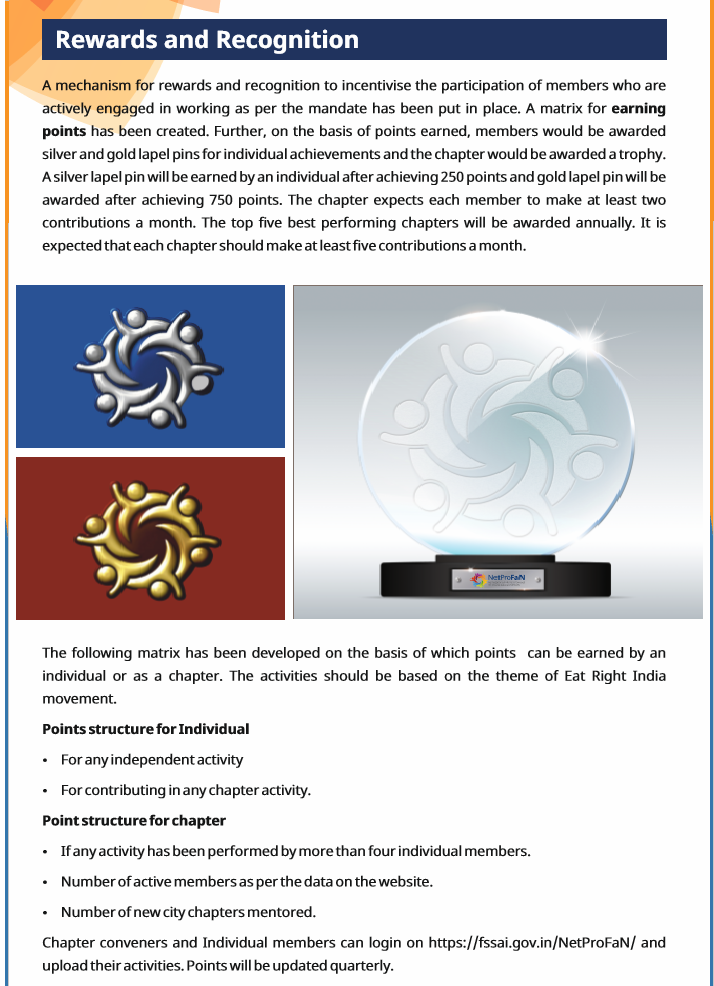 Rewards and Recognition
A mechanism for rewards and recognition to incentivise the participation of members who are
actively engaged in working as per the mandate has been put in place. A matrix for earning
points has been created. Further, on the basis of points earned, members would be awarded
silver and gold lapel pins for individual achievements and the chapter would be awarded a trophy.
A silver lapel pin will be earned by an individual after achieving 250 points and gold lapel pin will be
awarded after achieving 750 points. The chapter expects each member to make at least two
contributions a month. The top five best performing chapters will be awarded annually. It is
expected that each chapter should make at least five contributions a month.
NetProFaN
The following matrix has been developed on the basis of which points can be earned by an
individual or as a chapter. The activities should be based on the theme of Eat Right India
movement.
Points structure for Individual
• For any independent activity
• For contributing in any chapter activity.
Point structure for chapter
• If any activity has been performed by more than four individual members.
• Number of active members as per the data on the website.
• Number of new city chapters mentored.
Chapter conveners and Individual members can login on https://fssai.gov.in/NetProFaN/ and
upload their activities. Points will be updated quarterly.